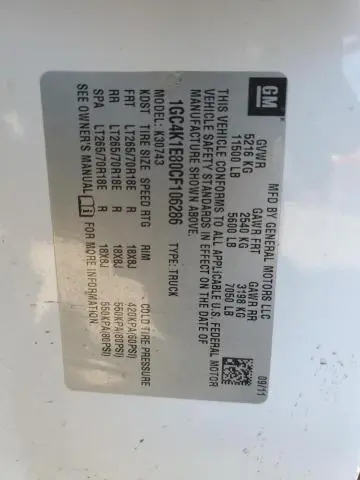 GM
MFD BY GENERAL MOTORS LLC
09/11
GVWR GAWR FRT GAWR RR
5216 KG 2540 KG 3198 KG
11500 LB 5600 LB 7050 LB
THIS VEHICLE CONFORMS TO ALL APPLICABLE U.S. FEDERAL MOTOR
VEHICLE SAFETY STANDARDS IN EFFECT ON THE DATE OF
MANUFACTURE SHOWN ABOVE.
1GC4K1E80CF106286 TYPE: TRUCK
MODEL: K30743
KDST TIRE SIZE SPEED RTG RIM COLD TIRE PRESSURE
FRT LT265/70R18E R 18X8J 420KPA(60PSI)
RR LT265/70R18E R 18X8J 550KPA(80PSI)
SPA LT265/70R18E R 18X8J 550KPA(80PSI)
SEE OWNER'S MANUAL FOR MORE INFORMATION